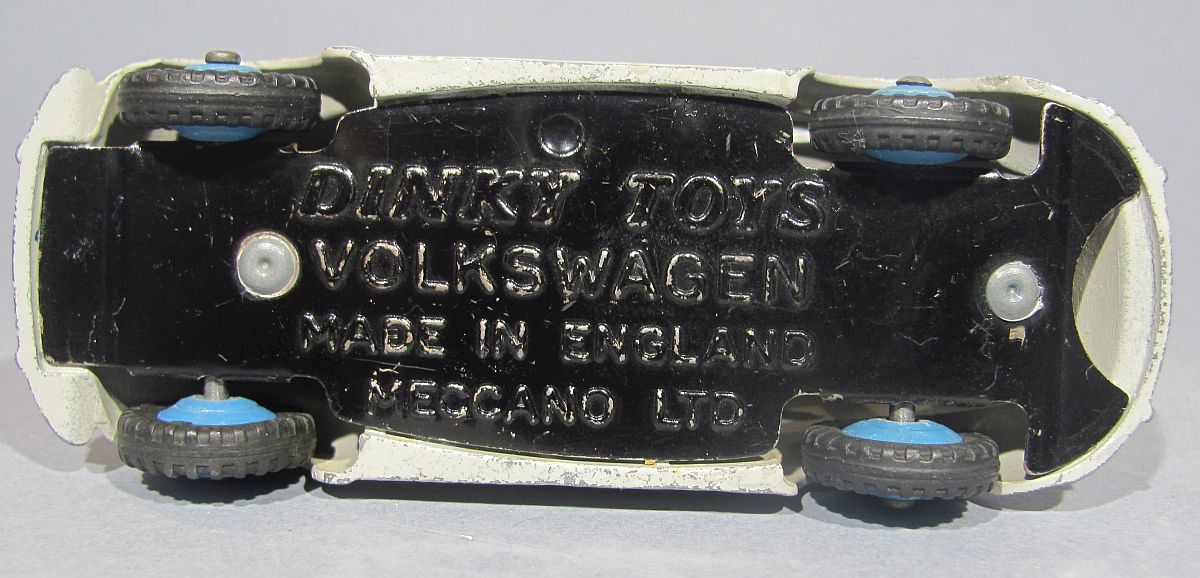 DINKY TOYS
VOLKSWAGEN
MADE IN ENGLAND
MECCANO LTD